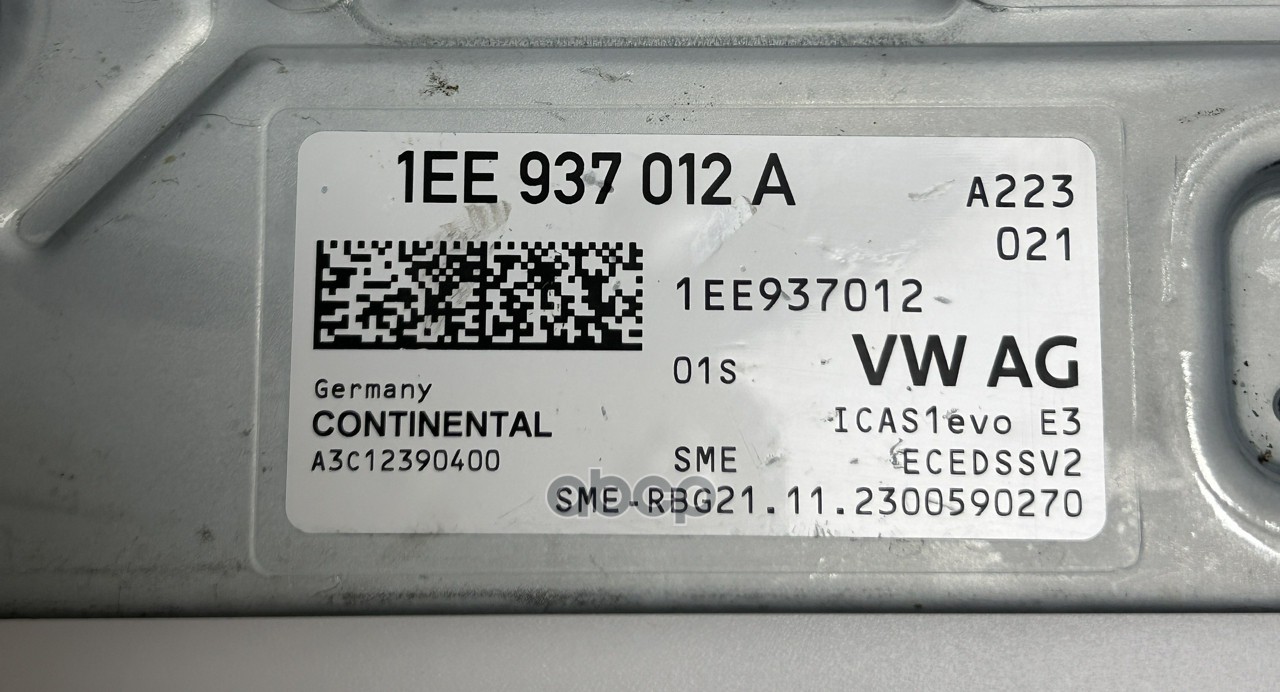 1EE 937 012 A
A223
021
1EE937012
01S
VW AG
Germany
CONTINENTAL
A3C12390400
ICAS1evo E3
SME
ECEDSSV2
SME-RBG21.11.2300590270
abcp